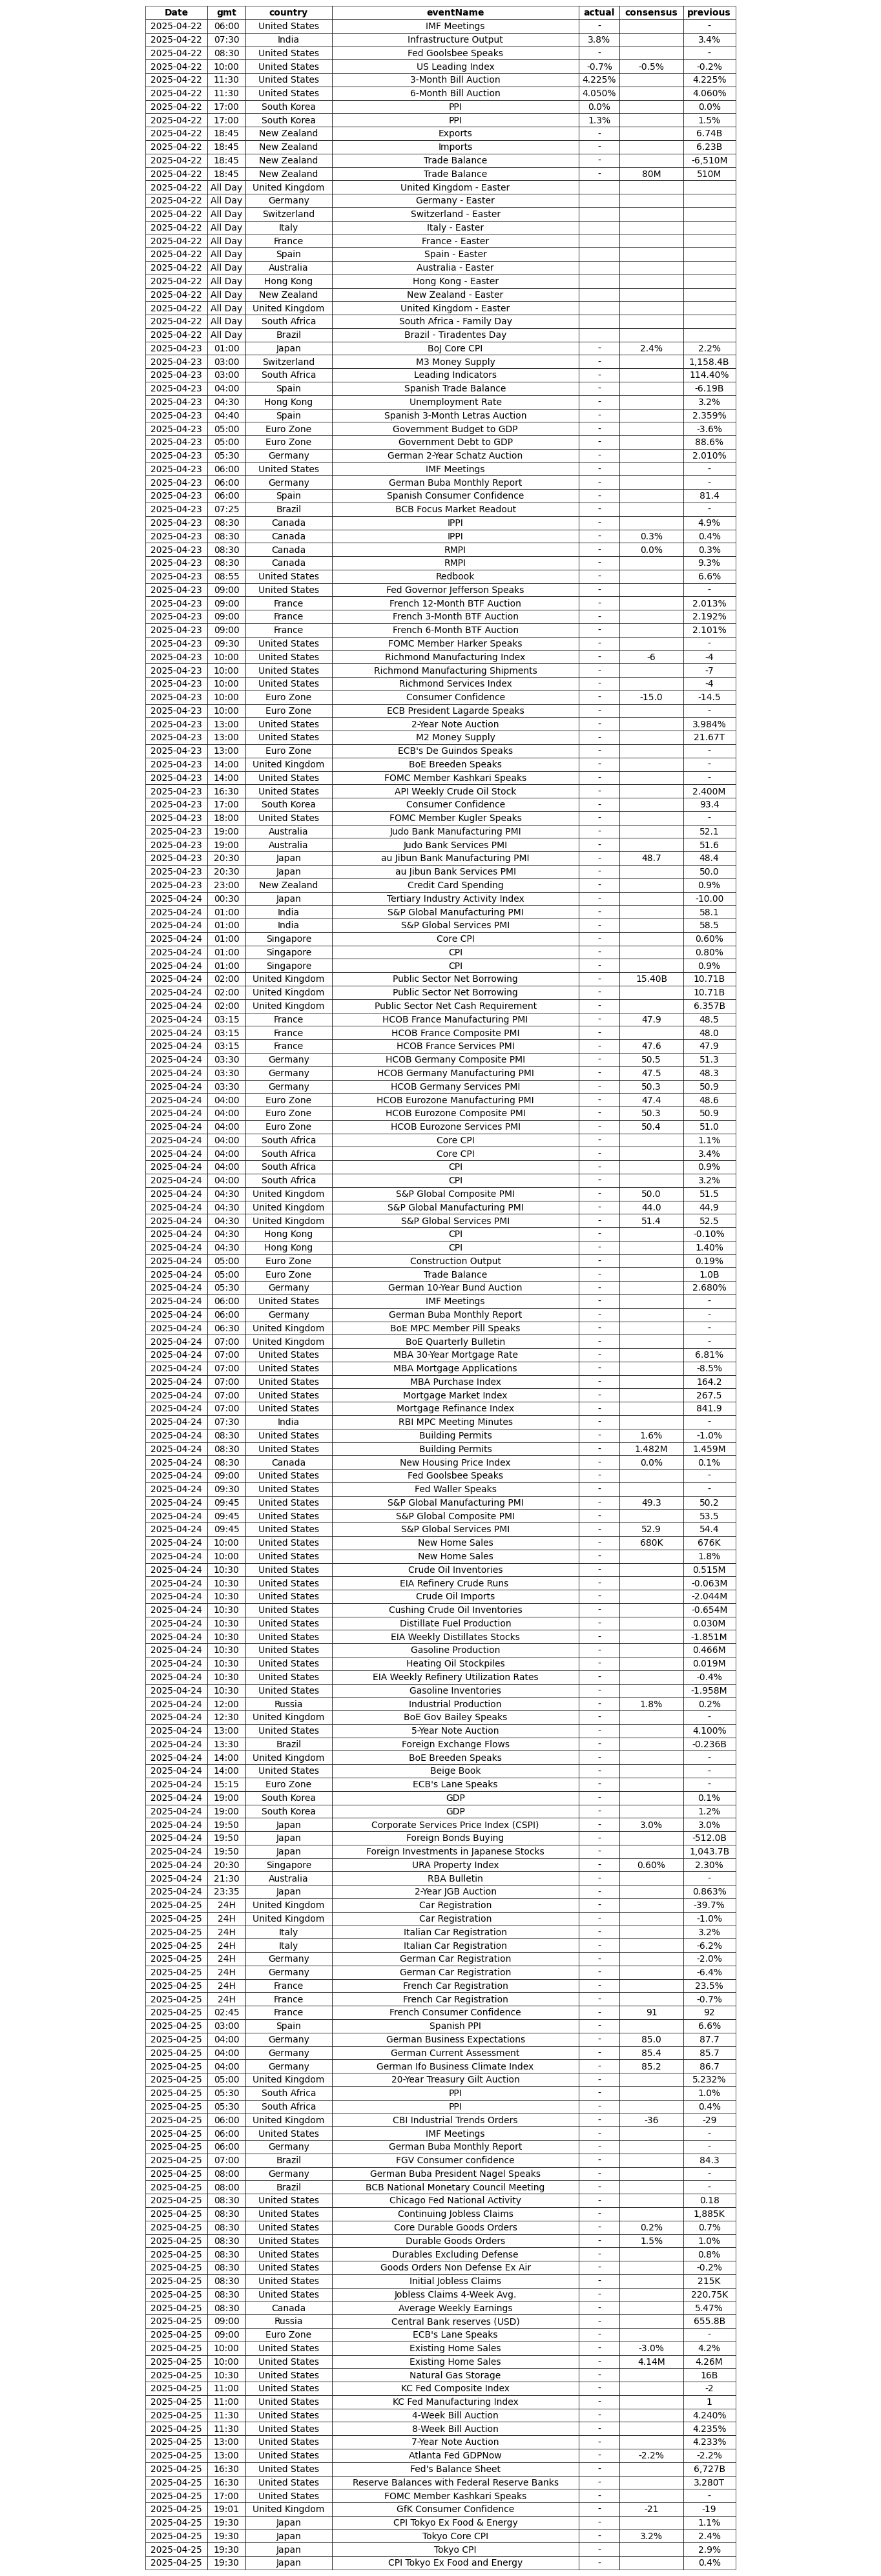 Date gmt country eventName actual consensus previous
2025-04-22 06:00 United States IMF Meetings - -
2025-04-22 07:30 India Infrastructure Output 3.8% 3.4%
2025-04-22 08:30 United States Fed Goolsbee Speaks - -
2025-04-22 10:00 United States US Leading Index -0.7% -0.5% -0.2%
2025-04-22 11:30 United States 3-Month Bill Auction 4.225% 4.225%
2025-04-22 11:30 United States 6-Month Bill Auction 4.050% 4.060%
2025-04-22 17:00 South Korea PPI 0.0% 0.0%
2025-04-22 17:00 South Korea PPI 1.3% 1.5%
2025-04-22 18:45 New Zealand Exports - 6.74B
2025-04-22 18:45 New Zealand Imports - 6.23B
2025-04-22 18:45 New Zealand Trade Balance - -6,510M
2025-04-22 18:45 New Zealand Trade Balance - 80M 510M
2025-04-22 All Day United Kingdom United Kingdom - Easter
2025-04-22 All Day Germany Germany - Easter
2025-04-22 All Day Switzerland Switzerland - Easter
2025-04-22 All Day Italy Italy - Easter
2025-04-22 All Day France France - Easter
2025-04-22 All Day Spain Spain - Easter
2025-04-22 All Day Australia Australia - Easter
2025-04-22 All Day Hong Kong Hong Kong - Easter
2025-04-22 All Day New Zealand New Zealand - Easter
2025-04-22 All Day United Kingdom United Kingdom - Easter
2025-04-22 All Day South Africa South Africa - Family Day
2025-04-22 All Day Brazil Brazil - Tiradentes Day
2025-04-23 01:00 Japan BoJ Core CPI - 2.4% 2.2%
2025-04-23 03:00 Switzerland M3 Money Supply - 1,158.4B
2025-04-23 03:00 South Africa Leading Indicators - 114.40%
2025-04-23 04:00 Spain Spanish Trade Balance - -6.19B
2025-04-23 04:30 Hong Kong Unemployment Rate - 3.2%
2025-04-23 04:40 Spain Spanish 3-Month Letras Auction - 2.359%
2025-04-23 05:00 Euro Zone Government Budget to GDP - -3.6%
2025-04-23 05:00 Euro Zone Government Debt to GDP - 88.6%
2025-04-23 05:30 Germany German 2-Year Schatz Auction - 2.010%
2025-04-23 06:00 United States IMF Meetings - -
2025-04-23 06:00 Germany German Buba Monthly Report - -
2025-04-23 06:00 Spain Spanish Consumer Confidence - 81.4
2025-04-23 07:25 Brazil BCB Focus Market Readout - -
2025-04-23 08:30 Canada IPPI - 4.9%
2025-04-23 08:30 Canada IPPI - 0.3% 0.4%
2025-04-23 08:30 Canada RMPI - 0.0% 0.3%
2025-04-23 08:30 Canada RMPI - 9.3%
2025-04-23 08:55 United States Redbook - 6.6%
2025-04-23 09:00 United States Fed Governor Jefferson Speaks - -
2025-04-23 09:00 France French 12-Month BTF Auction - 2.013%
2025-04-23 09:00 France French 3-Month BTF Auction - 2.192%
2025-04-23 09:00 France French 6-Month BTF Auction - 2.101%
2025-04-23 09:30 United States FOMC Member Harker Speaks - -
2025-04-23 10:00 United States Richmond Manufacturing Index - -6 -4
2025-04-23 10:00 United States Richmond Manufacturing Shipments - -7
2025-04-23 10:00 United States Richmond Services Index - -4
2025-04-23 10:00 Euro Zone Consumer Confidence - -15.0 -14.5
2025-04-23 10:00 Euro Zone ECB President Lagarde Speaks - -
2025-04-23 13:00 United States 2-Year Note Auction - 3.984%
2025-04-23 13:00 United States M2 Money Supply - 21.67T
2025-04-23 13:00 Euro Zone ECB's De Guindos Speaks - -
2025-04-23 14:00 United Kingdom BoE Breeden Speaks - -
2025-04-23 14:00 United States FOMC Member Kashkari Speaks - -
2025-04-23 16:30 United States API Weekly Crude Oil Stock - 2.400M
2025-04-23 17:00 South Korea Consumer Confidence - 93.4
2025-04-23 18:00 United States FOMC Member Kugler Speaks - -
2025-04-23 19:00 Australia Judo Bank Manufacturing PMI - 52.1
2025-04-23 19:00 Australia Judo Bank Services PMI - 51.6
2025-04-23 20:30 Japan au Jibun Bank Manufacturing PMI - 48.7 48.4
2025-04-23 20:30 Japan au Jibun Bank Services PMI - 50.0
2025-04-23 23:00 New Zealand Credit Card Spending - 0.9%
2025-04-24 00:30 Japan Tertiary Industry Activity Index - -10.00
2025-04-24 01:00 India S&P Global Manufacturing PMI - 58.1
2025-04-24 01:00 India S&P Global Services PMI - 58.5
2025-04-24 01:00 Singapore Core CPI - 0.60%
2025-04-24 01:00 Singapore CPI - 0.80%
2025-04-24 01:00 Singapore CPI - 0.9%
2025-04-24 02:00 United Kingdom Public Sector Net Borrowing - 15.40B 10.71B
2025-04-24 02:00 United Kingdom Public Sector Net Borrowing - 10.71B
2025-04-24 02:00 United Kingdom Public Sector Net Cash Requirement - 6.357B
2025-04-24 03:15 France HCOB France Manufacturing PMI - 47.9 48.5
2025-04-24 03:15 France HCOB France Composite PMI - 48.0
2025-04-24 03:15 France HCOB France Services PMI - 47.6 47.9
2025-04-24 03:30 Germany HCOB Germany Composite PMI - 50.5 51.3
2025-04-24 03:30 Germany HCOB Germany Manufacturing PMI - 47.5 48.3
2025-04-24 03:30 Germany HCOB Germany Services PMI - 50.3 50.9
2025-04-24 04:00 Euro Zone HCOB Eurozone Manufacturing PMI - 47.4 48.6
2025-04-24 04:00 Euro Zone HCOB Eurozone Composite PMI - 50.3 50.9
2025-04-24 04:00 Euro Zone HCOB Eurozone Services PMI - 50.4 51.0
2025-04-24 04:00 South Africa Core CPI - 1.1%
2025-04-24 04:00 South Africa Core CPI - 3.4%
2025-04-24 04:00 South Africa CPI - 0.9%
2025-04-24 04:00 South Africa CPI - 3.2%
2025-04-24 04:30 United Kingdom S&P Global Composite PMI - 50.0 51.5
2025-04-24 04:30 United Kingdom S&P Global Manufacturing PMI - 44.0 44.9
2025-04-24 04:30 United Kingdom S&P Global Services PMI - 51.4 52.5
2025-04-24 04:30 Hong Kong CPI - -0.10%
2025-04-24 04:30 Hong Kong CPI - 1.40%
2025-04-24 05:00 Euro Zone Construction Output - 0.19%
2025-04-24 05:00 Euro Zone Trade Balance - 1.0B
2025-04-24 05:30 Germany German 10-Year Bund Auction - 2.680%
2025-04-24 06:00 United States IMF Meetings - -
2025-04-24 06:00 Germany German Buba Monthly Report - -
2025-04-24 06:30 United Kingdom BoE MPC Member Pill Speaks - -
2025-04-24 07:00 United Kingdom BoE Quarterly Bulletin - -
2025-04-24 07:00 United States MBA 30-Year Mortgage Rate - 6.81%
2025-04-24 07:00 United States MBA Mortgage Applications - -8.5%
2025-04-24 07:00 United States MBA Purchase Index - 164.2
2025-04-24 07:00 United States Mortgage Market Index - 267.5
2025-04-24 07:00 United States Mortgage Refinance Index - 841.9
2025-04-24 07:30 India RBI MPC Meeting Minutes - -
2025-04-24 08:30 United States Building Permits - 1.6% -1.0%
2025-04-24 08:30 United States Building Permits - 1.482M 1.459M
2025-04-24 08:30 Canada New Housing Price Index - 0.0% 0.1%
2025-04-24 09:00 United States Fed Goolsbee Speaks - -
2025-04-24 09:30 United States Fed Waller Speaks - -
2025-04-24 09:45 United States S&P Global Manufacturing PMI - 49.3 50.2
2025-04-24 09:45 United States S&P Global Composite PMI - 53.5
2025-04-24 09:45 United States S&P Global Services PMI - 52.9 54.4
2025-04-24 10:00 United States New Home Sales - 680K 676K
2025-04-24 10:00 United States New Home Sales - 1.8%
2025-04-24 10:30 United States Crude Oil Inventories - 0.515M
2025-04-24 10:30 United States EIA Refinery Crude Runs - -0.063M
2025-04-24 10:30 United States Crude Oil Imports - -2.044M
2025-04-24 10:30 United States Cushing Crude Oil Inventories - -0.654M
2025-04-24 10:30 United States Distillate Fuel Production - 0.030M
2025-04-24 10:30 United States EIA Weekly Distillates Stocks - -1.851M
2025-04-24 10:30 United States Gasoline Production - 0.466M
2025-04-24 10:30 United States Heating Oil Stockpiles - 0.019M
2025-04-24 10:30 United States EIA Weekly Refinery Utilization Rates - -0.4%
2025-04-24 10:30 United States Gasoline Inventories - -1.958M
2025-04-24 12:00 Russia Industrial Production - 1.8% 0.2%
2025-04-24 12:30 United Kingdom BoE Gov Bailey Speaks - -
2025-04-24 13:00 United States 5-Year Note Auction - 4.100%
2025-04-24 13:30 Brazil Foreign Exchange Flows - -0.236B
2025-04-24 14:00 United Kingdom BoE Breeden Speaks - -
2025-04-24 14:00 United States Beige Book - -
2025-04-24 15:15 Euro Zone ECB's Lane Speaks - -
2025-04-24 19:00 South Korea GDP - 0.1%
2025-04-24 19:00 South Korea GDP - 1.2%
2025-04-24 19:50 Japan Corporate Services Price Index (CSPI) - 3.0% 3.0%
2025-04-24 19:50 Japan Foreign Bonds Buying - -512.0B
2025-04-24 19:50 Japan Foreign Investments in Japanese Stocks - 1,043.7B
2025-04-24 20:30 Singapore URA Property Index - 0.60% 2.30%
2025-04-24 21:30 Australia RBA Bulletin - -
2025-04-24 23:35 Japan 2-Year JGB Auction - 0.863%
2025-04-25 24H United Kingdom Car Registration - -39.7%
2025-04-25 24H United Kingdom Car Registration - -1.0%
2025-04-25 24H Italy Italian Car Registration - 3.2%
2025-04-25 24H Italy Italian Car Registration - -6.2%
2025-04-25 24H Germany German Car Registration - -2.0%
2025-04-25 24H Germany German Car Registration - -6.4%
2025-04-25 24H France French Car Registration - 23.5%
2025-04-25 24H France French Car Registration - -0.7%
2025-04-25 02:45 France French Consumer Confidence - 91 92
2025-04-25 03:00 Spain Spanish PPI - 6.6%
2025-04-25 04:00 Germany German Business Expectations - 85.0 87.7
2025-04-25 04:00 Germany German Current Assessment - 85.4 85.7
2025-04-25 04:00 Germany German Ifo Business Climate Index - 85.2 86.7
2025-04-25 05:00 United Kingdom 20-Year Treasury Gilt Auction - 5.232%
2025-04-25 05:30 South Africa PPI - 1.0%
2025-04-25 05:30 South Africa PPI - 0.4%
2025-04-25 06:00 United Kingdom CBI Industrial Trends Orders - -36 -29
2025-04-25 06:00 United States IMF Meetings - -
2025-04-25 06:00 Germany German Buba Monthly Report - -
2025-04-25 07:00 Brazil FGV Consumer confidence - 84.3
2025-04-25 08:00 Germany German Buba President Nagel Speaks - -
2025-04-25 08:00 Brazil BCB National Monetary Council Meeting - -
2025-04-25 08:30 United States Chicago Fed National Activity - 0.18
2025-04-25 08:30 United States Continuing Jobless Claims - 1,885K
2025-04-25 08:30 United States Core Durable Goods Orders - 0.2% 0.7%
2025-04-25 08:30 United States Durable Goods Orders - 1.5% 1.0%
2025-04-25 08:30 United States Durables Excluding Defense - 0.8%
2025-04-25 08:30 United States Goods Orders Non Defense Ex Air - -0.2%
2025-04-25 08:30 United States Initial Jobless Claims - 215K
2025-04-25 08:30 United States Jobless Claims 4-Week Avg. - 220.75K
2025-04-25 08:30 Canada Average Weekly Earnings - 5.47%
2025-04-25 09:00 Russia Central Bank reserves (USD) - 655.8B
2025-04-25 09:00 Euro Zone ECB's Lane Speaks - -
2025-04-25 10:00 United States Existing Home Sales - -3.0% 4.2%
2025-04-25 10:00 United States Existing Home Sales - 4.14M 4.26M
2025-04-25 10:30 United States Natural Gas Storage - 16B
2025-04-25 11:00 United States KC Fed Composite Index - -2
2025-04-25 11:00 United States KC Fed Manufacturing Index - 1
2025-04-25 11:30 United States 4-Week Bill Auction - 4.240%
2025-04-25 11:30 United States 8-Week Bill Auction - 4.235%
2025-04-25 13:00 United States 7-Year Note Auction - 4.233%
2025-04-25 13:00 United States Atlanta Fed GDPNow - -2.2% -2.2%
2025-04-25 16:30 United States Fed's Balance Sheet - 6,727B
2025-04-25 16:30 United States Reserve Balances with Federal Reserve Banks - 3.280T
2025-04-25 17:00 United States FOMC Member Kashkari Speaks - -
2025-04-25 19:01 United Kingdom GfK Consumer Confidence - -21 -19
2025-04-25 19:30 Japan CPI Tokyo Ex Food & Energy - 1.1%
2025-04-25 19:30 Japan Tokyo Core CPI - 3.2% 2.4%
2025-04-25 19:30 Japan Tokyo CPI - 2.9%
2025-04-25 19:30 Japan CPI Tokyo Ex Food and Energy - 0.4%